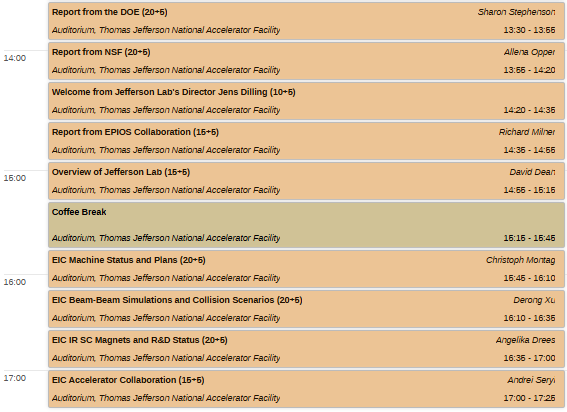 Report from the DOE (20+5) Sharon Stephenson
Auditorium, Thomas Jefferson National Accelerator Facility 13:30 - 13:55
14:00
Report from NSF (20+5) Allena Opper
Auditorium, Thomas Jefferson National Accelerator Facility 13:55 - 14:20
Welcome from Jefferson Lab's Director Jens Dilling (10+5)
Auditorium, Thomas Jefferson National Accelerator Facility 14:20 - 14:35
Report from EPIOS Collaboration (15+5) Richard Milner
Auditorium, Thomas Jefferson National Accelerator Facility 14:35 - 14:55
15:00
Overview of Jefferson Lab (15+5) David Dean
Auditorium, Thomas Jefferson National Accelerator Facility 14:55 - 15:15
Coffee Break
Auditorium, Thomas Jefferson National Accelerator Facility 15:15 - 15:45
EIC Machine Status and Plans (20+5) Christoph Montag
Auditorium, Thomas Jefferson National Accelerator Facility 15:45 - 16:10
16:00
EIC Beam-Beam Simulations and Collision Scenarios (20+5) Derong Xu
Auditorium, Thomas Jefferson National Accelerator Facility 16:10 - 16:35
EIC IR SC Magnets and R&D Status (20+5) Angelika Drees
Auditorium, Thomas Jefferson National Accelerator Facility 16:35 - 17:00
17:00
EIC Accelerator Collaboration (15+5) Andrei Seryi
Auditorium, Thomas Jefferson National Accelerator Facility 17:00 - 17:25